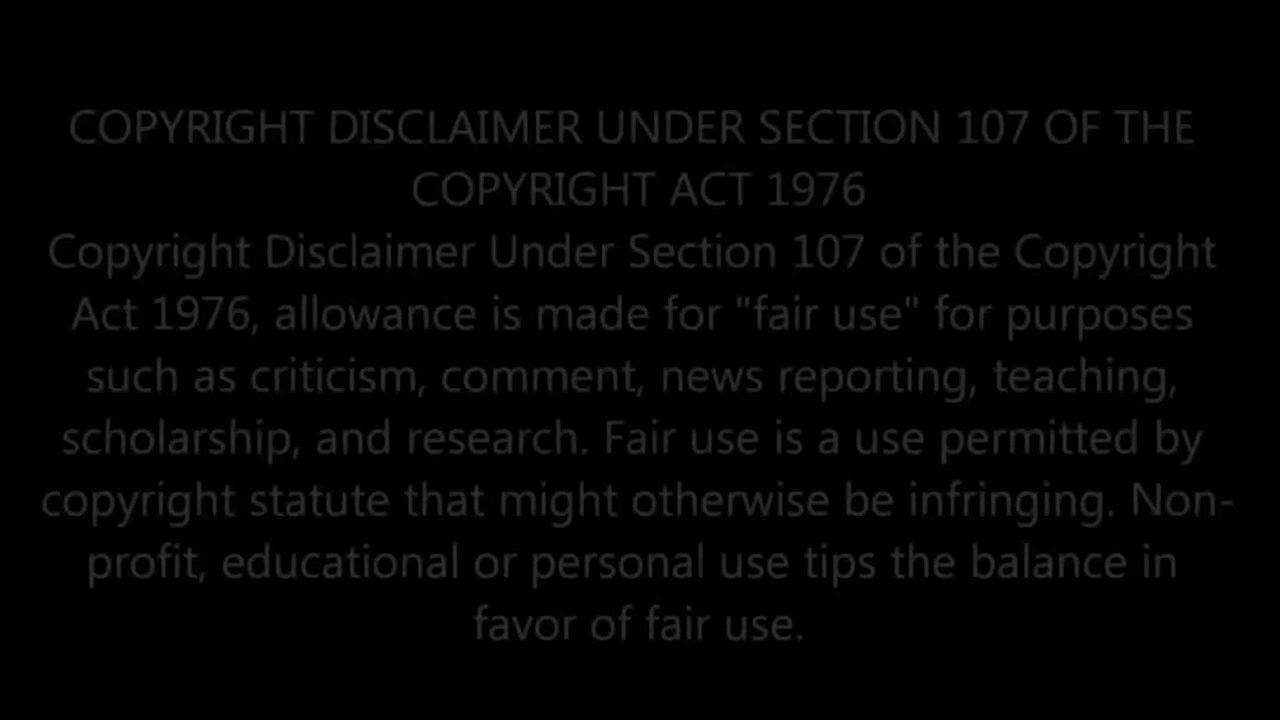 COPYRIGHT DISCLAIMER UNDER SECTION 107 OF THE
COPYRIGHT ACT 1976
Copyright Disclaimer Under Section 107 of the Copyright
Act 1976, allowance is made for "fair use" for purposes
such as criticism, comment, news reporting, teaching,
scholarship, and research. Fair use is a use permitted by
copyright statute that might otherwise be infringing. Non-
profit, educational or personal use tips the balance in
favor of fair use.